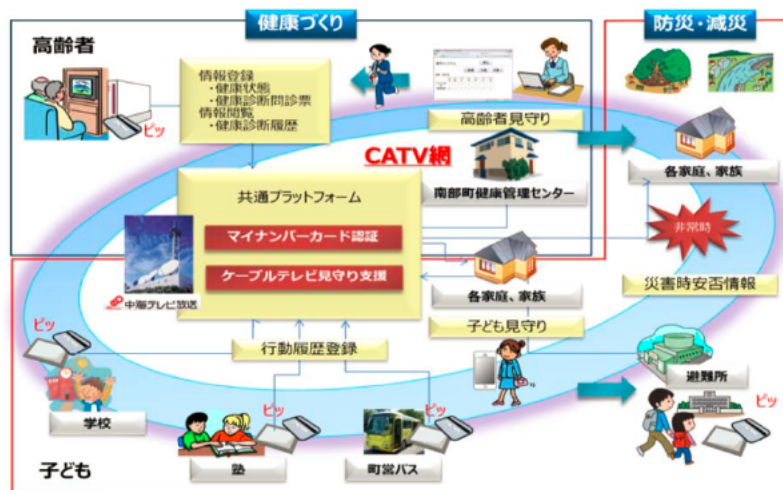 健康づくり
防災・減災
高齢者
ピッ
情報登録
・健康状態
・健康診断問診票
情報閲覧
・健康診断履歴
高齢者見守り
CATV網
南部町健康管理センター
各家庭、家族
共通プラットフォーム
マイナンバーカード認証
ケーブルテレビ見守り支援
中海テレビ放送
各家庭、家族
非常時
災害時安否情報
子ども見守り
行動履歴登録
ピッ
学校
ピッ
塾
ピッ
町営バス
避難所
ピッ
子ども